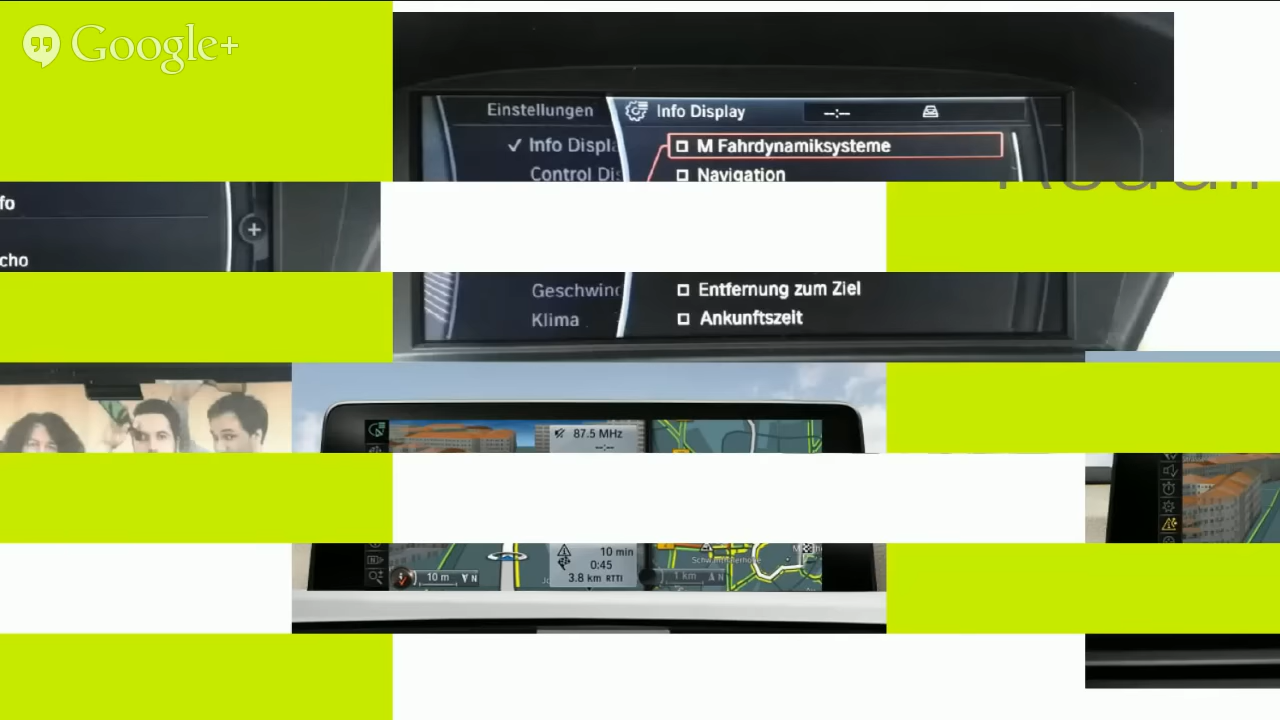 Google+
Einstellungen
Info Display
--:--
Info Displa
M Fahrdynamiksysteme
Control Dis
Navigation
fo
cho
Geschwind
Entfernung zum Ziel
Klima
Ankunftszeit
87.5 MHz
--:--
10 min
0:45
3.8 km RTTI
10 m
N
1 km
N